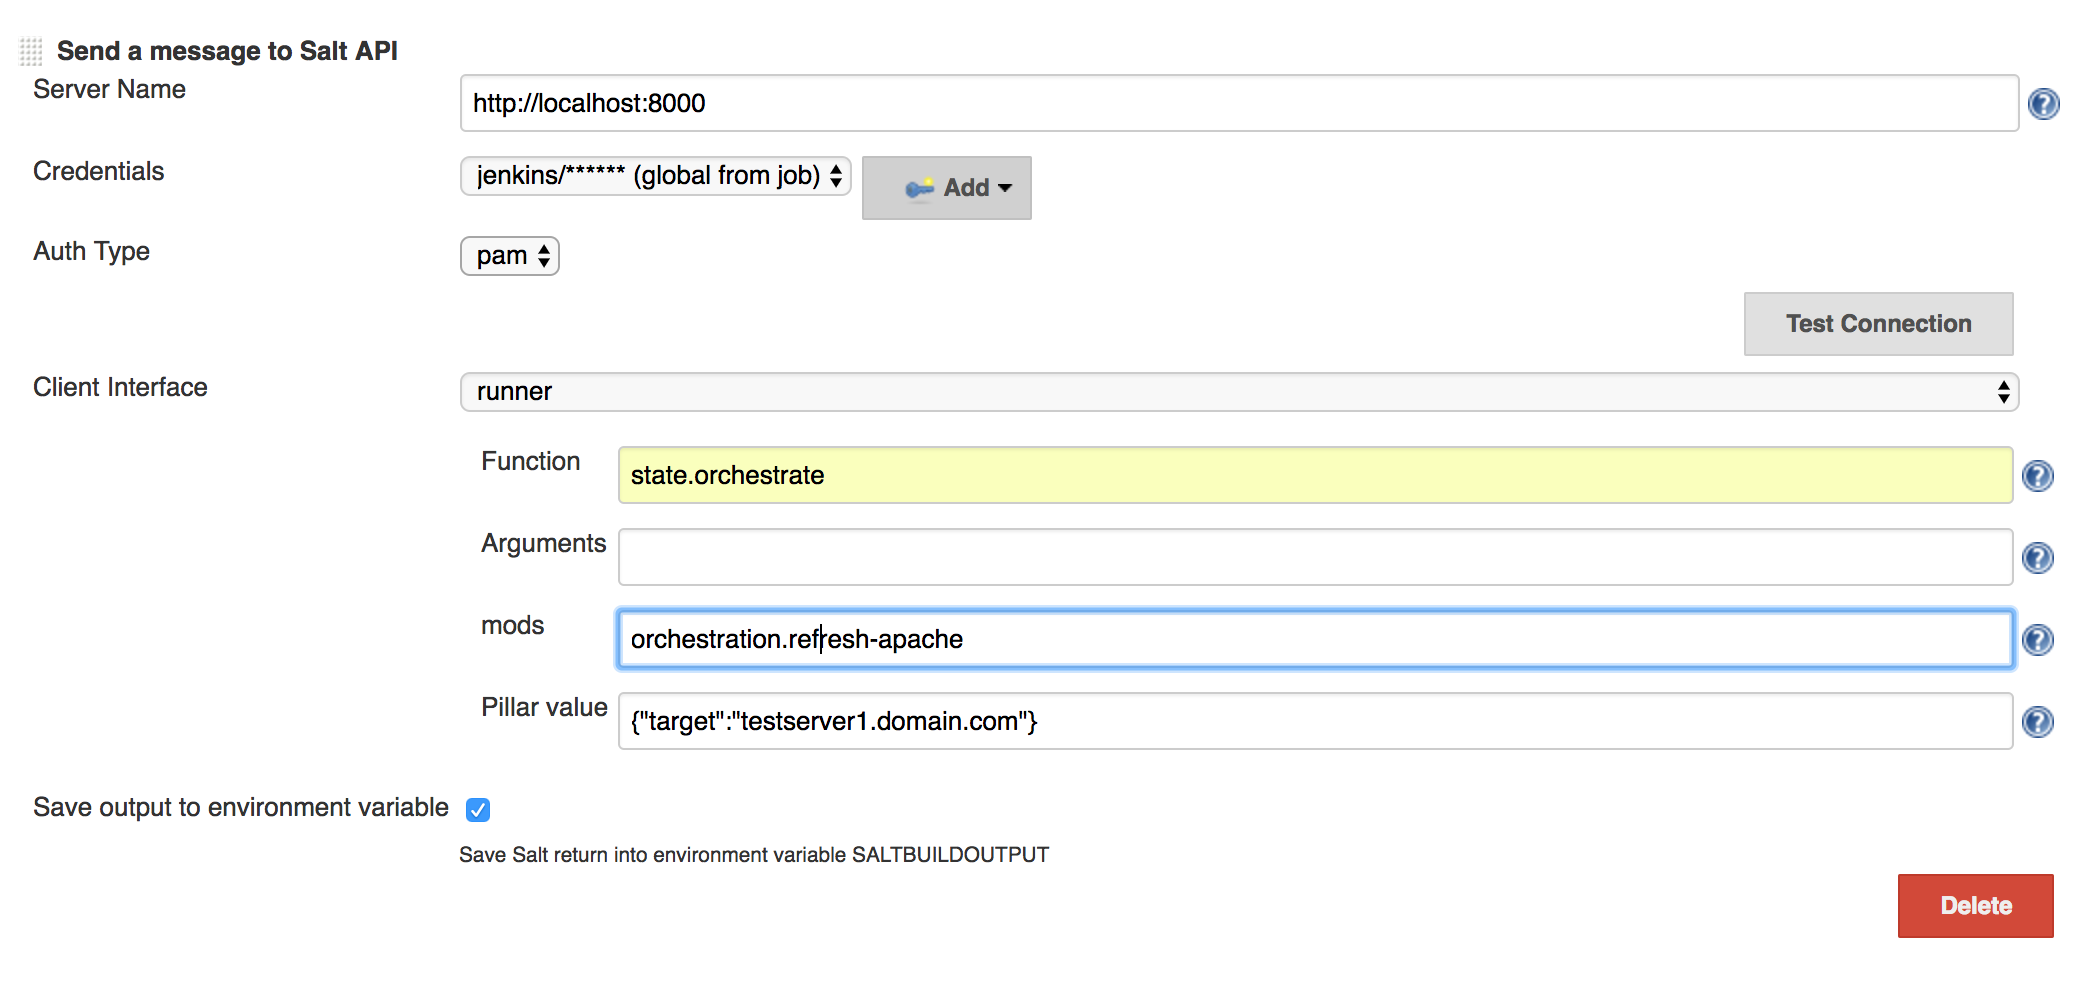 Send a message to Salt API
Server Name
http://localhost:8000
Credentials
jenkins/****** (global from job)
Add
Auth Type
pam
Test Connection
Client Interface
runner
Function
state.orchestrate
Arguments
mods
orchestration.refresh-apache
Pillar value
{"target":"testserver1.domain.com"}
Save output to environment variable
Save Salt return into environment variable SALTBUILDOUTPUT
Delete